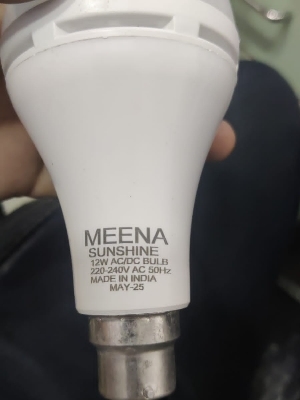 MEENA
SUNSHINE
12W AC/DC BULB
220-240V AC 50Hz
MADE IN INDIA
MAY-25